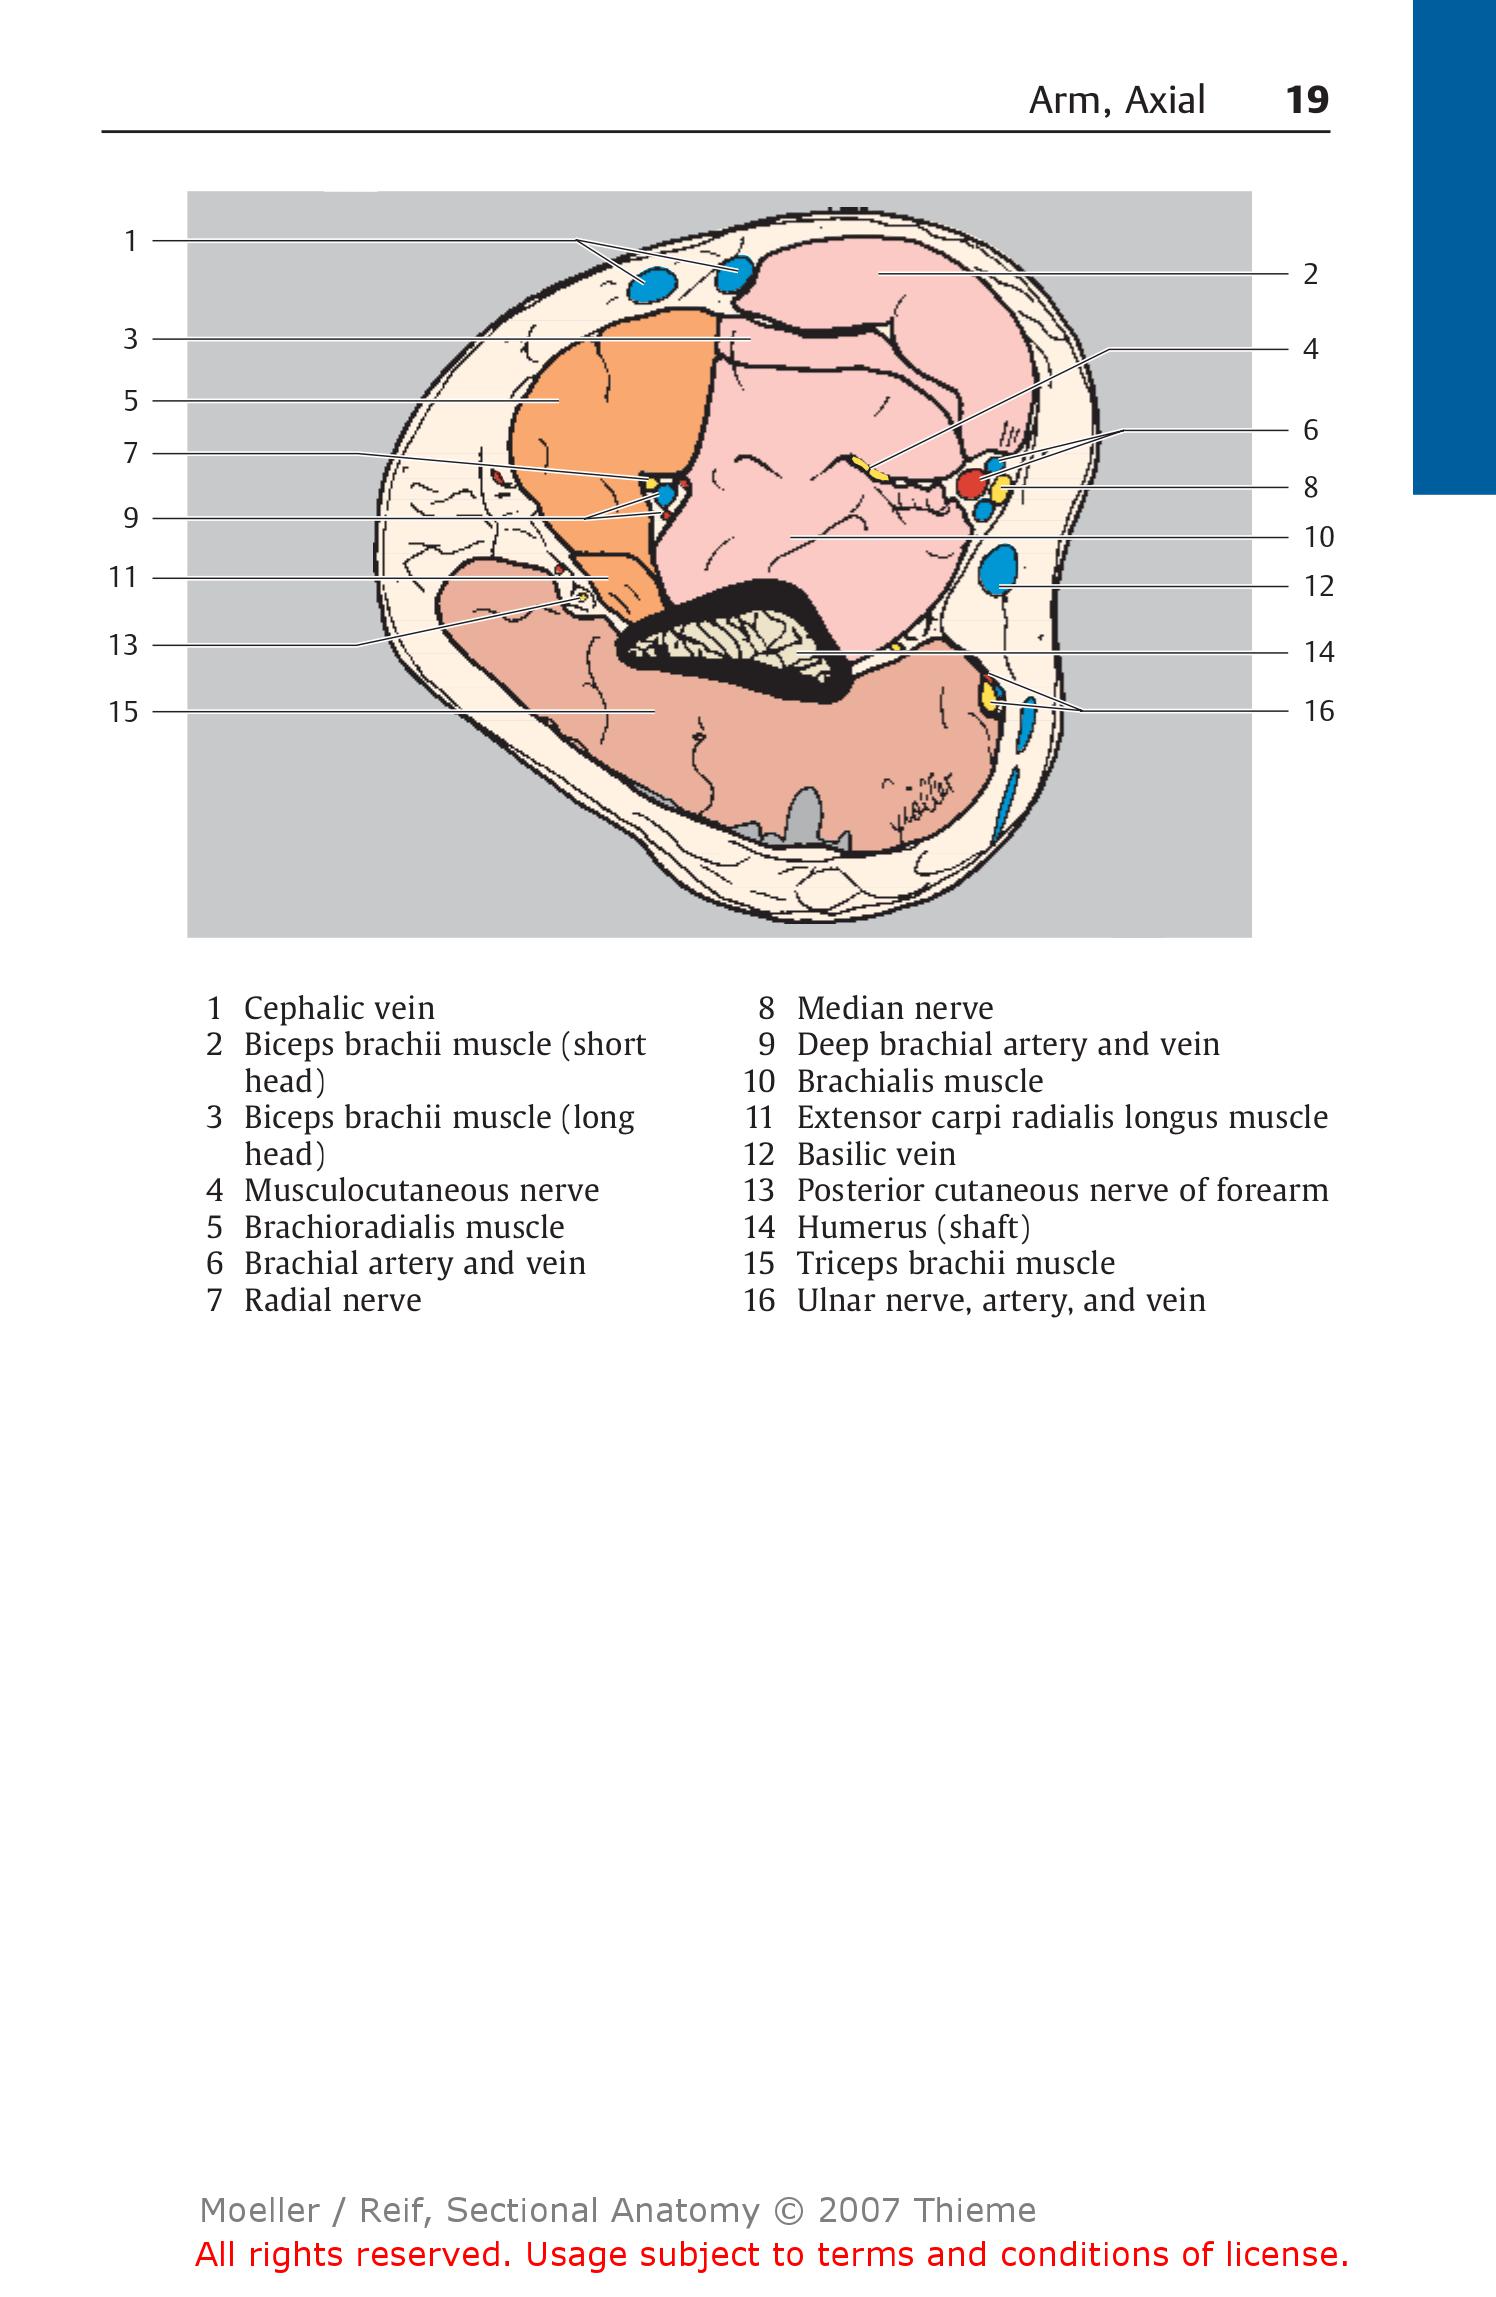 Arm, Axial 19
1
2
3
4
5
6
7
8
9
10
11
12
13
14
15
16
1 Cephalic vein
2 Biceps brachii muscle (short
head)
3 Biceps brachii muscle (long
head)
4 Musculocutaneous nerve
5 Brachioradialis muscle
6 Brachial artery and vein
7 Radial nerve
8 Median nerve
9 Deep brachial artery and vein
10 Brachialis muscle
11 Extensor carpi radialis longus muscle
12 Basilic vein
13 Posterior cutaneous nerve of forearm
14 Humerus (shaft)
15 Triceps brachii muscle
16 Ulnar nerve, artery, and vein
Moeller / Reif, Sectional Anatomy © 2007 Thieme
All rights reserved. Usage subject to terms and conditions of license.